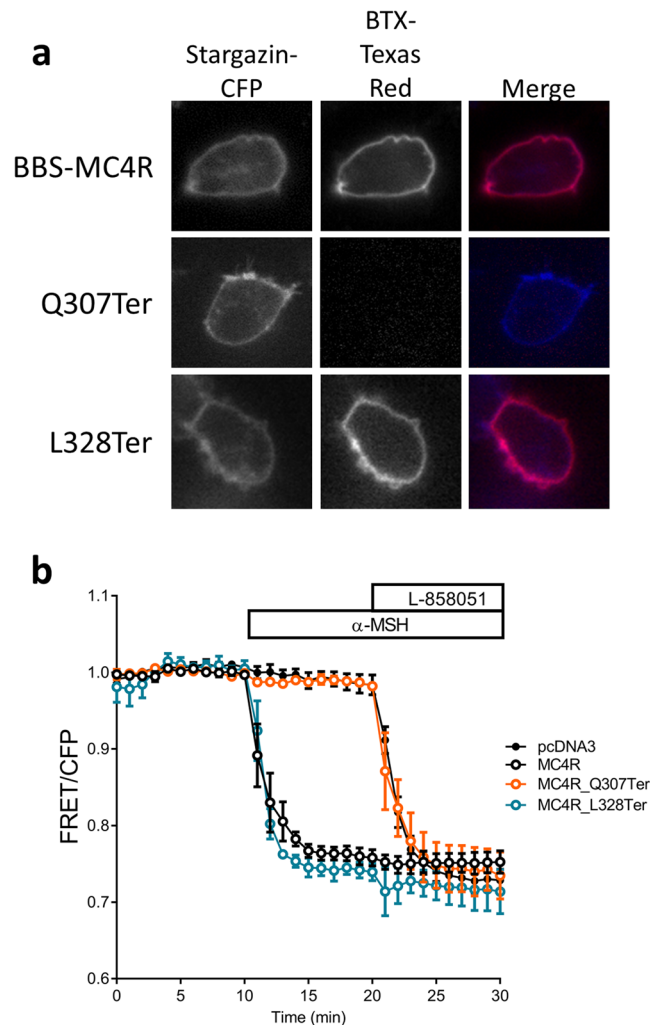 a
Stargazin-
CFP
BTX-
Texas
Red
Merge
BBS-MC4R
Q307Ter
L328Ter
b
L-858051
α-MSH
1.1
1.0
0.9
0.8
0.7
0.6
FRET/CFP
0
5
10
15
20
25
30
Time (min)
pcDNA3
MC4R
MC4R_Q307Ter
MC4R_L328Ter